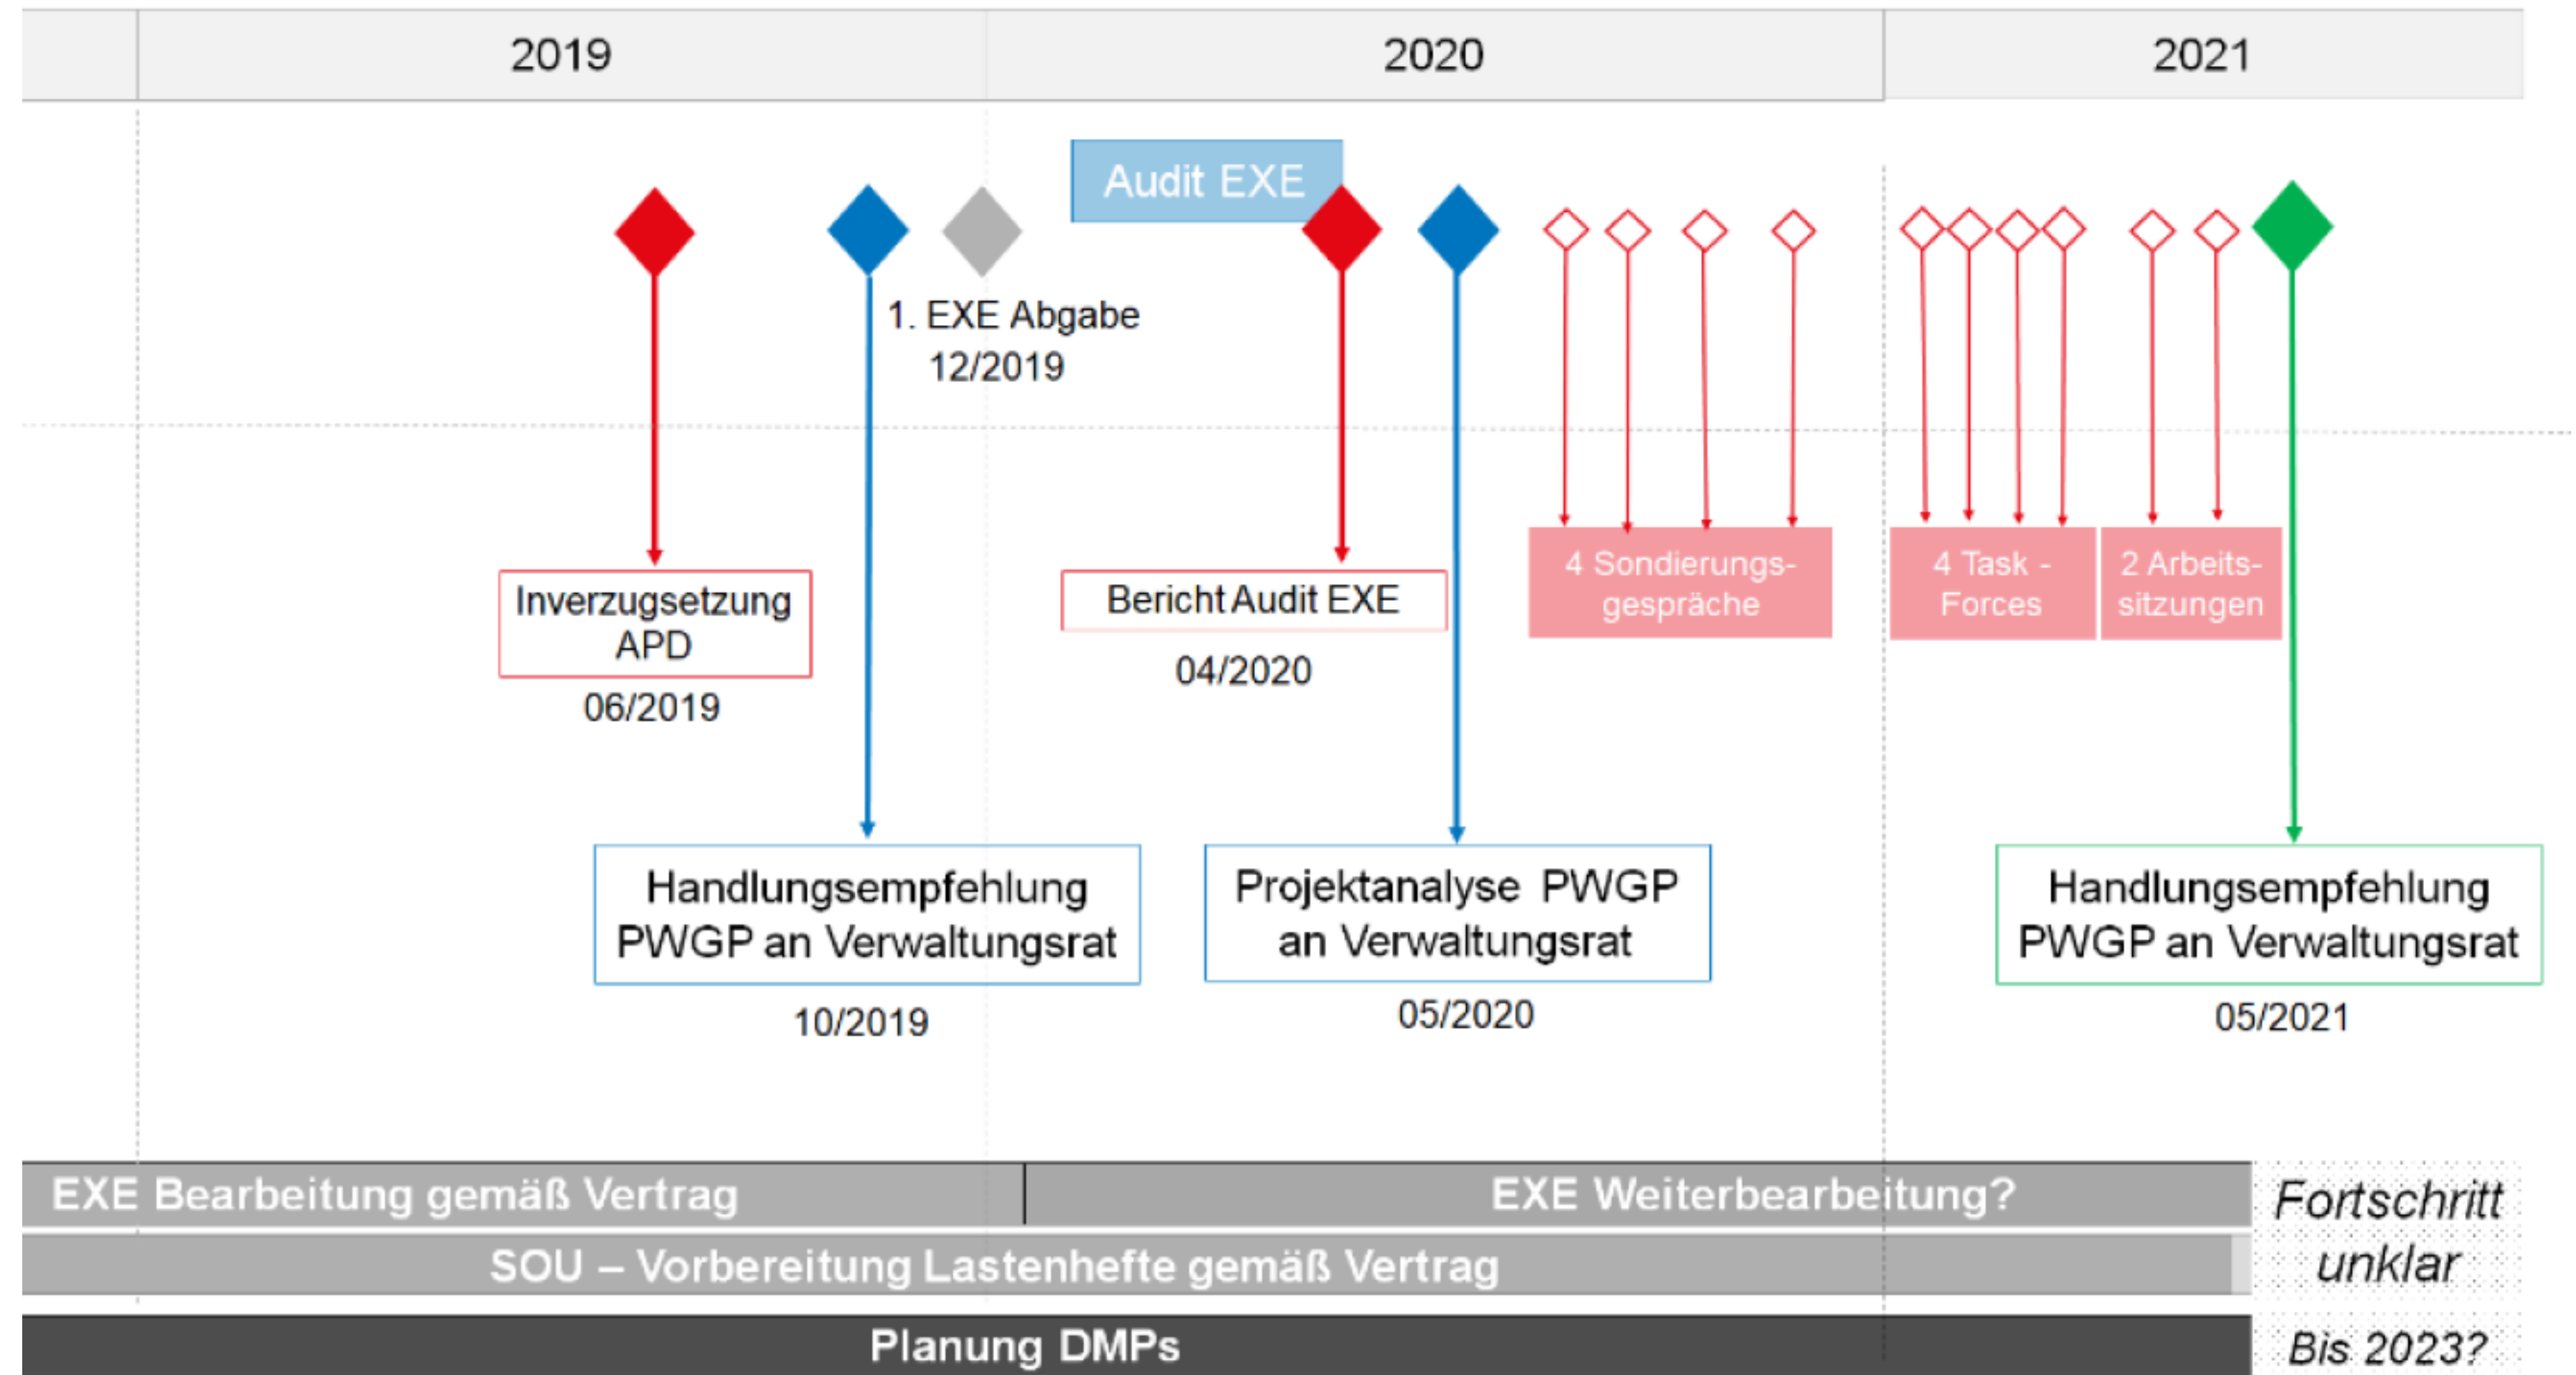 2019
2020
2021
Audit EXE
1. EXE Abgabe
12/2019
Inverzugsetzung
APD
06/2019
Bericht Audit EXE
04/2020
4 Sondierungs-
gespräche
4 Task -
Forces
2 Arbeits-
sitzungen
Handlungsempfehlung
PWGP an Verwaltungsrat
10/2019
Projektanalyse PWGP
an Verwaltungsrat
05/2020
Handlungsempfehlung
PWGP an Verwaltungsrat
05/2021
EXE Bearbeitung gemäß Vertrag
EXE Weiterbearbeitung?
SOU – Vorbereitung Lastenhefte gemäß Vertrag
Fortschritt
unklar
Planung DMPs
Bis 2023?